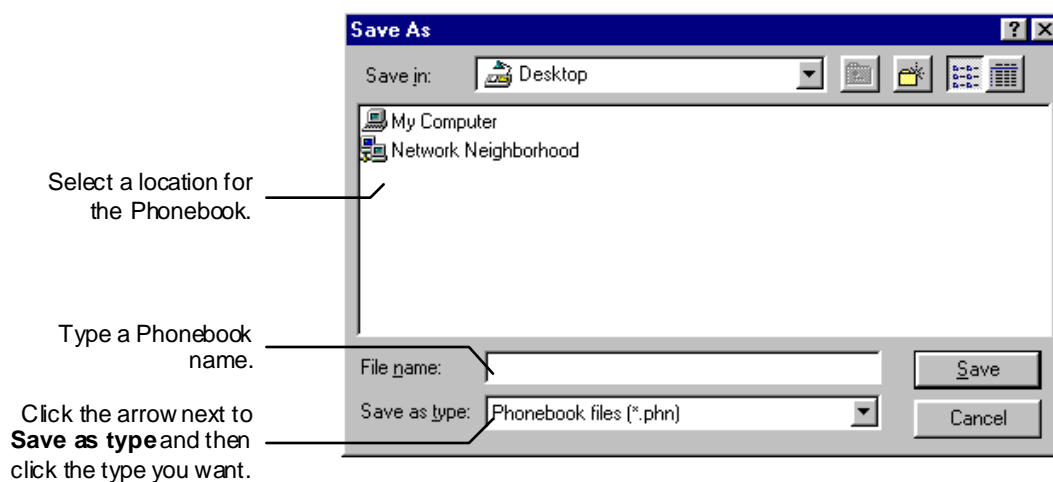 Save As
Save in: Desktop
My Computer
Network Neighborhood
Select a location for
the Phonebook.
Type a Phonebook
name.
File name:
Save
Click the arrow next to
Save as type and then
click the type you want.
Save as type: Phonebook files (*.phn)
Cancel